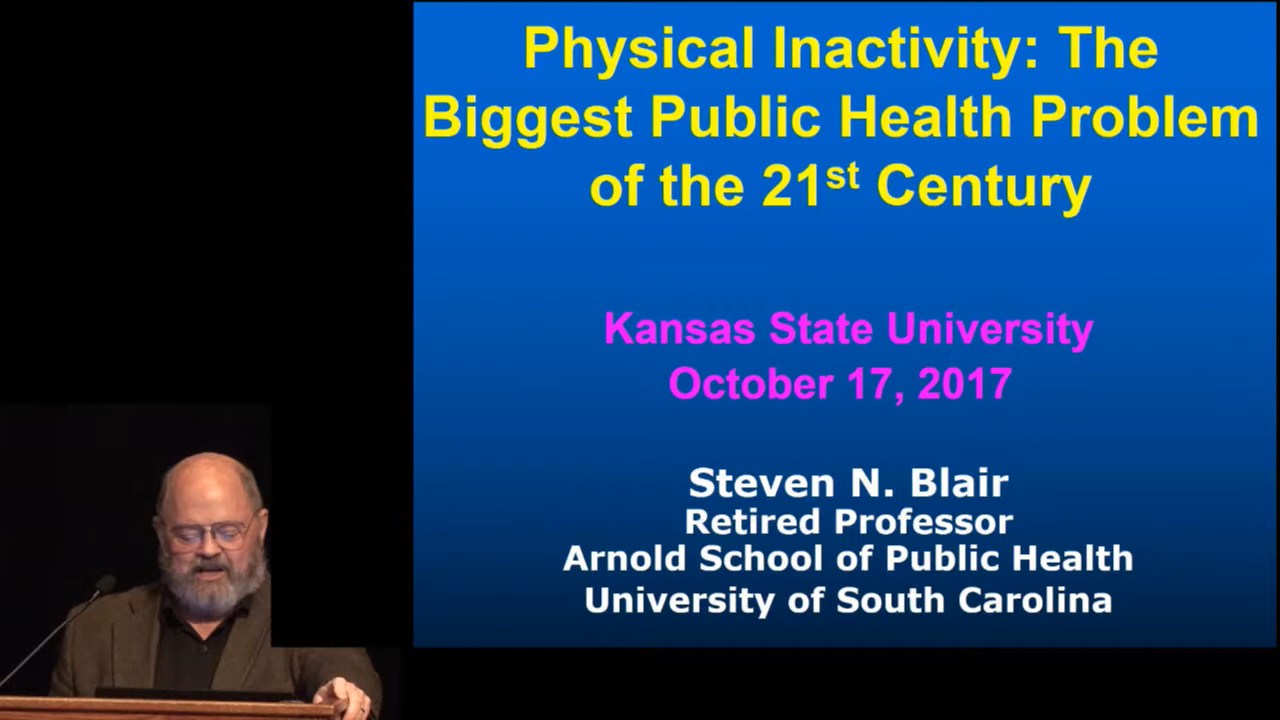 Physical Inactivity: The
Biggest Public Health Problem
of the 21st Century
Kansas State University
October 17, 2017
Steven N. Blair
Retired Professor
Arnold School of Public Health
University of South Carolina